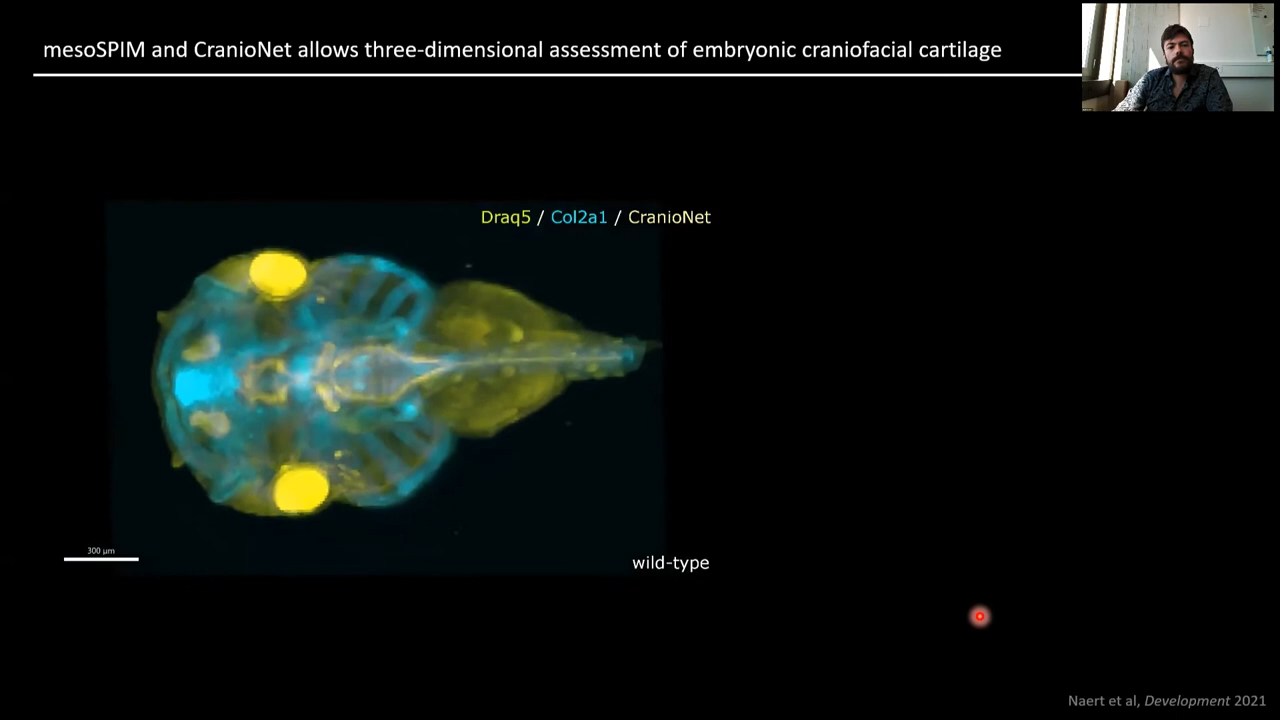 mesoSPIM and CranioNet allows three-dimensional assessment of embryonic craniofacial cartilage
Draq5 / Col2a1 / CranioNet
300 µm
wild-type
Naert et al, Development 2021